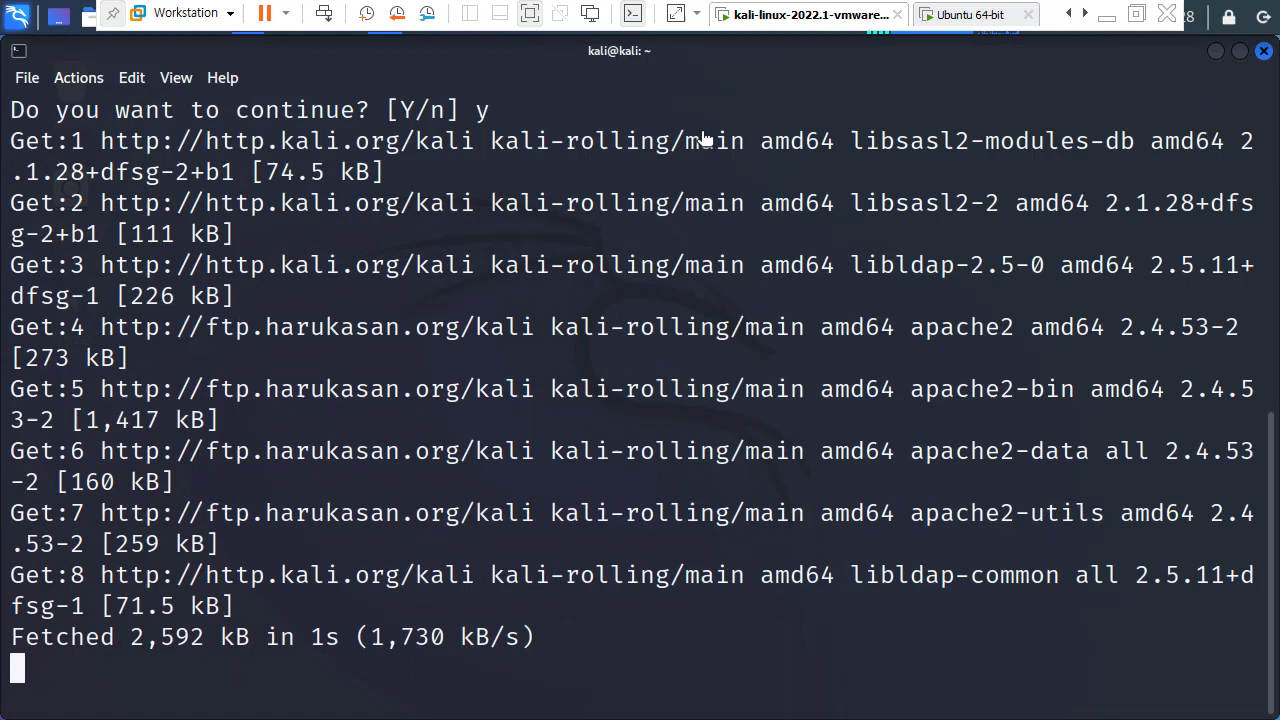 Workstation
kali-linux-2022.1-vmware...
Ubuntu 64-bit
28
kali@kali: ~
File Actions Edit View Help
Do you want to continue? [Y/n] y
Get:1 http://http.kali.org/kali kali-rolling/main amd64 libsasl2-modules-db amd64 2
.1.28+dfsg-2+b1 [74.5 kB]
Get:2 http://http.kali.org/kali kali-rolling/main amd64 libsasl2-2 amd64 2.1.28+dfs
g-2+b1 [111 kB]
Get:3 http://http.kali.org/kali kali-rolling/main amd64 libldap-2.5-0 amd64 2.5.11+
dfsg-1 [226 kB]
Get:4 http://ftp.harukasan.org/kali kali-rolling/main amd64 apache2 amd64 2.4.53-2
[273 kB]
Get:5 http://ftp.harukasan.org/kali kali-rolling/main amd64 apache2-bin amd64 2.4.5
3-2 [1,417 kB]
Get:6 http://ftp.harukasan.org/kali kali-rolling/main amd64 apache2-data all 2.4.53
-2 [160 kB]
Get:7 http://ftp.harukasan.org/kali kali-rolling/main amd64 apache2-utils amd64 2.4
.53-2 [259 kB]
Get:8 http://http.kali.org/kali kali-rolling/main amd64 libldap-common all 2.5.11+d
fsg-1 [71.5 kB]
Fetched 2,592 kB in 1s (1,730 kB/s)